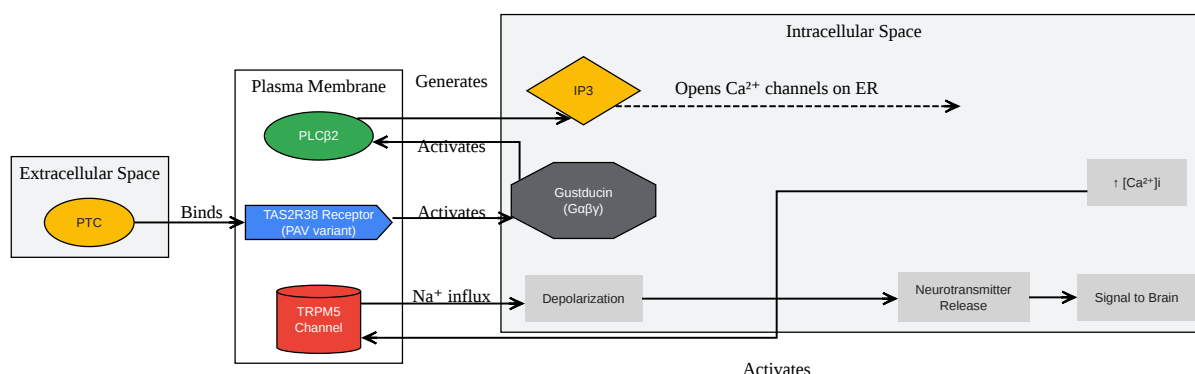 Intracellular Space
Plasma Membrane
Generates
IP3
Opens Ca²⁺ channels on ER
PLCβ2
Activates
Extracellular Space
PTC
Binds
TAS2R38 Receptor
(PAV variant)
Activates
Gustducin
(Gαβγ)
↑ [Ca²⁺]i
TRPM5
Channel
Na⁺ influx
Depolarization
Neurotransmitter
Release
Signal to Brain
Activates